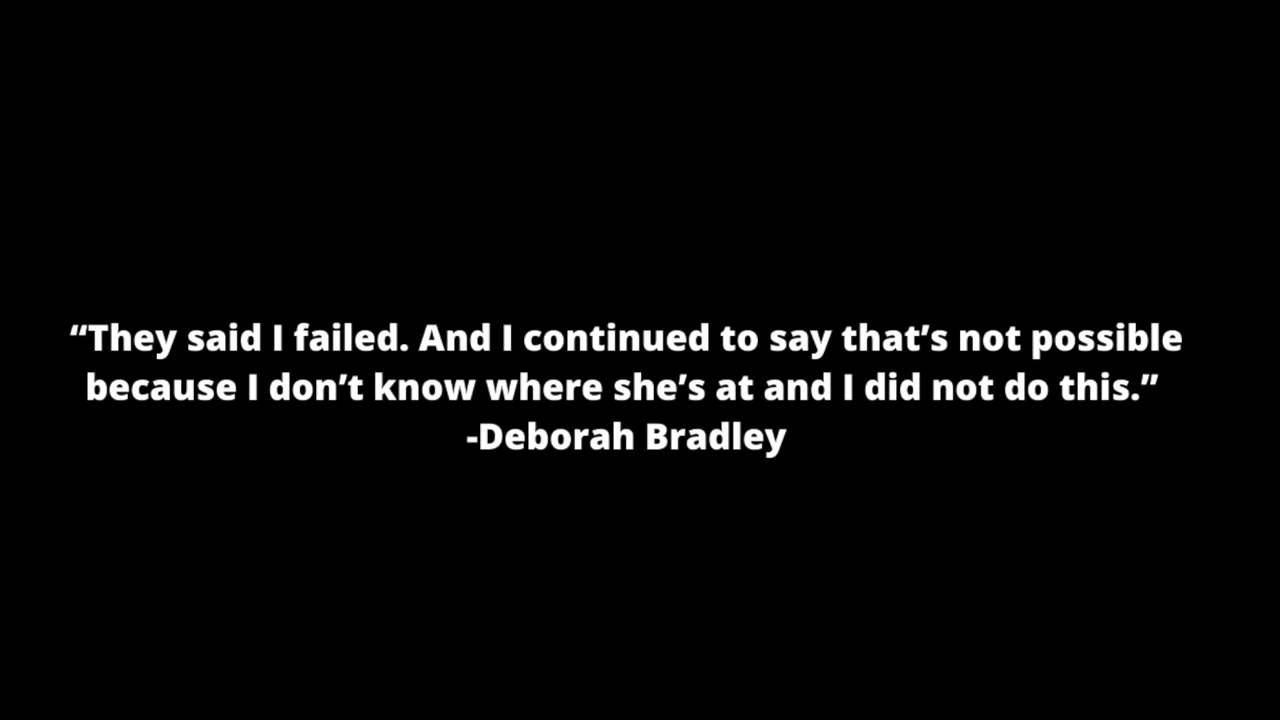 “They said I failed. And I continued to say that’s not possible
because I don’t know where she’s at and I did not do this.”
-Deborah Bradley